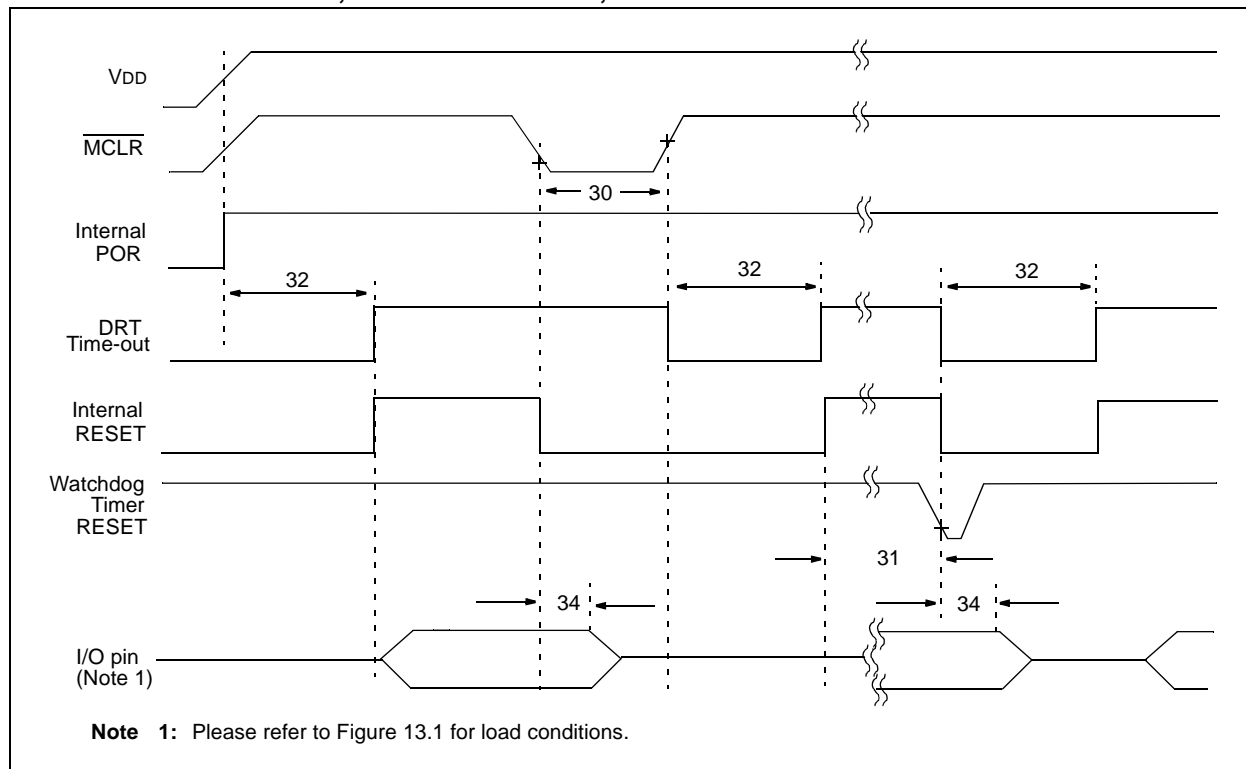 VDD
MCLR
30
Internal
POR
32
32
32
DRT
Time-out
Internal
RESET
Watchdog
Timer
RESET
31
34
34
I/O pin
(Note 1)
Note 1: Please refer to Figure 13.1 for load conditions.